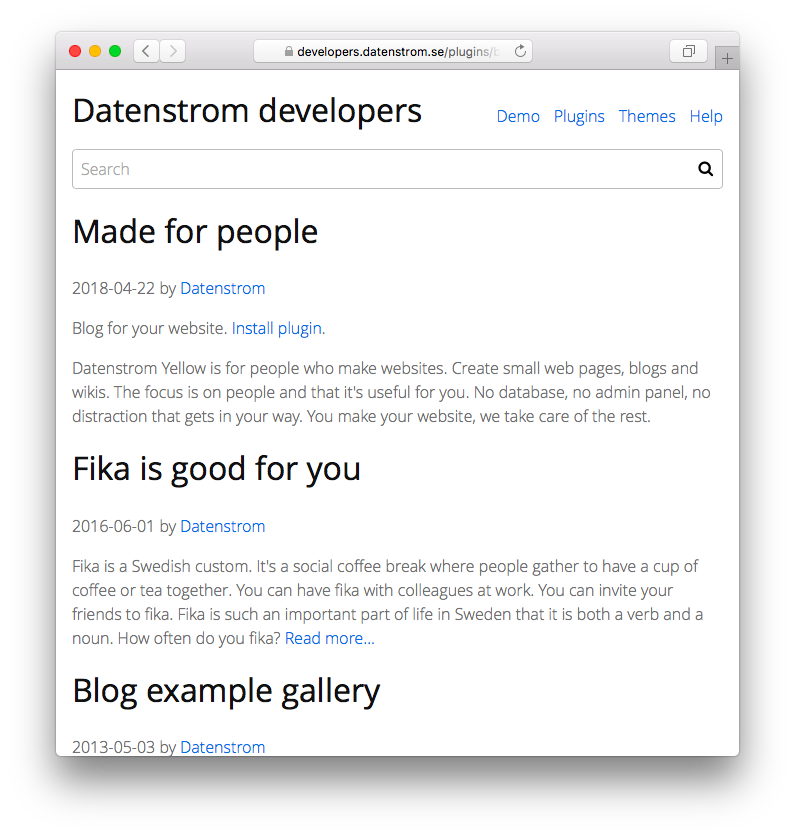 developers.datenstrom.se/plugins/
Datenstrom developers
Demo Plugins Themes Help
Search
Made for people
2018-04-22 by Datenstrom
Blog for your website. Install plugin.
Datenstrom Yellow is for people who make websites. Create small web pages, blogs and
wikis. The focus is on people and that it's useful for you. No database, no admin panel, no
distraction that gets in your way. You make your website, we take care of the rest.
Fika is good for you
2016-06-01 by Datenstrom
Fika is a Swedish custom. It's a social coffee break where people gather to have a cup of
coffee or tea together. You can have fika with colleagues at work. You can invite your
friends to fika. Fika is such an important part of life in Sweden that it is both a verb and a
noun. How often do you fika? Read more...
Blog example gallery
2013-05-03 by Datenstrom